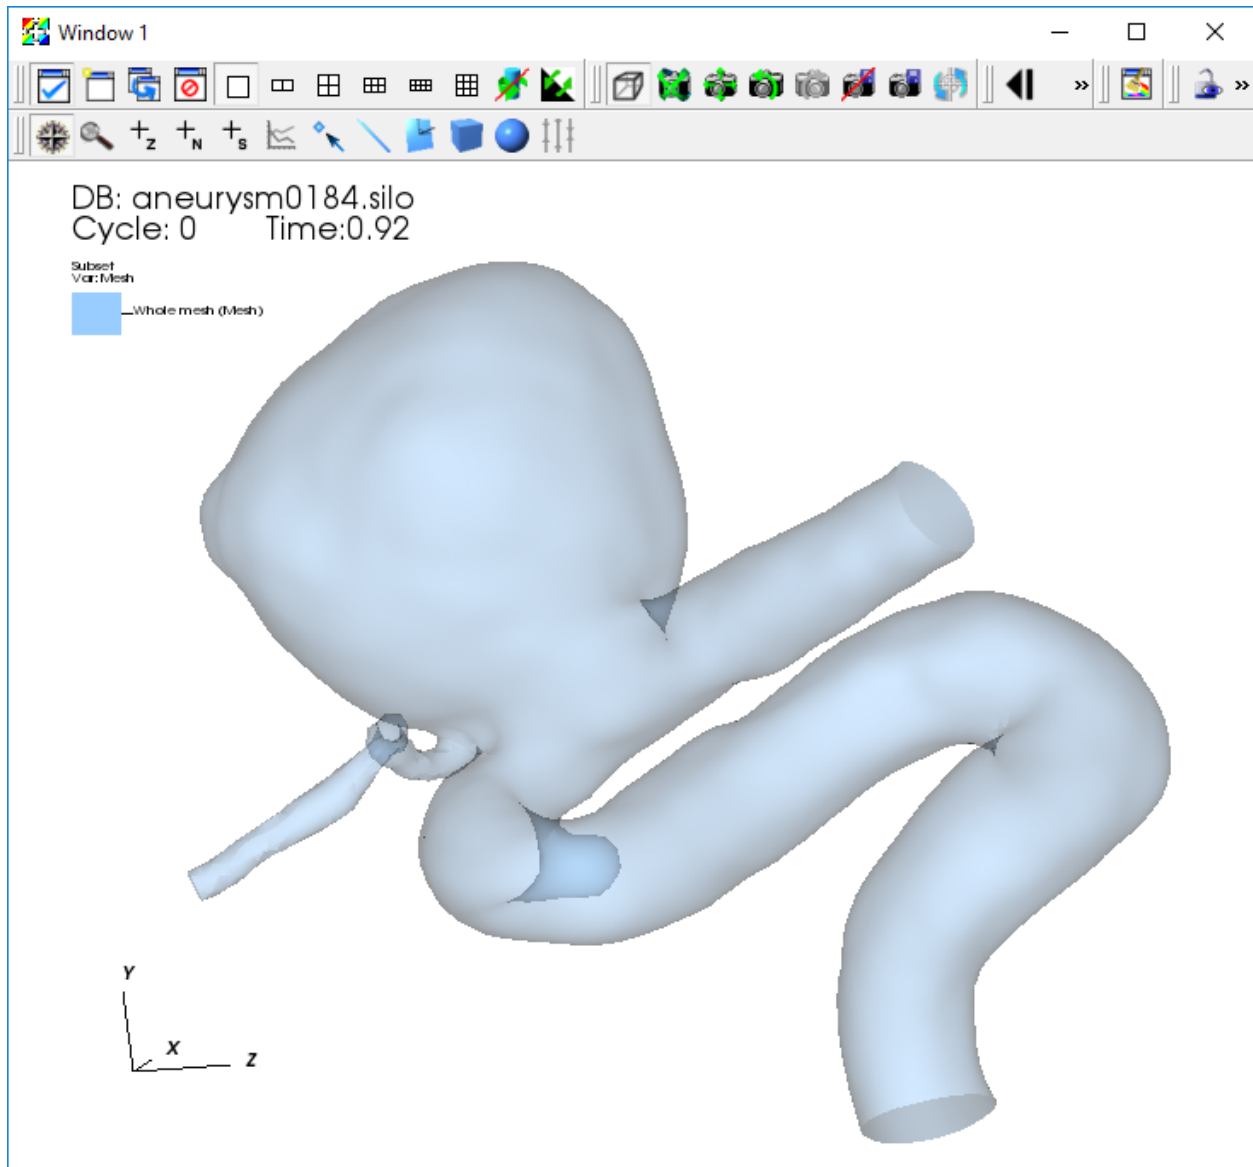 Window 1
+z
+N
+s
DB: aneurysm0184.silo
Cycle: 0 Time:0.92
Subset
Var: Mesh
Whole mesh (Mesh)
Y
X
Z